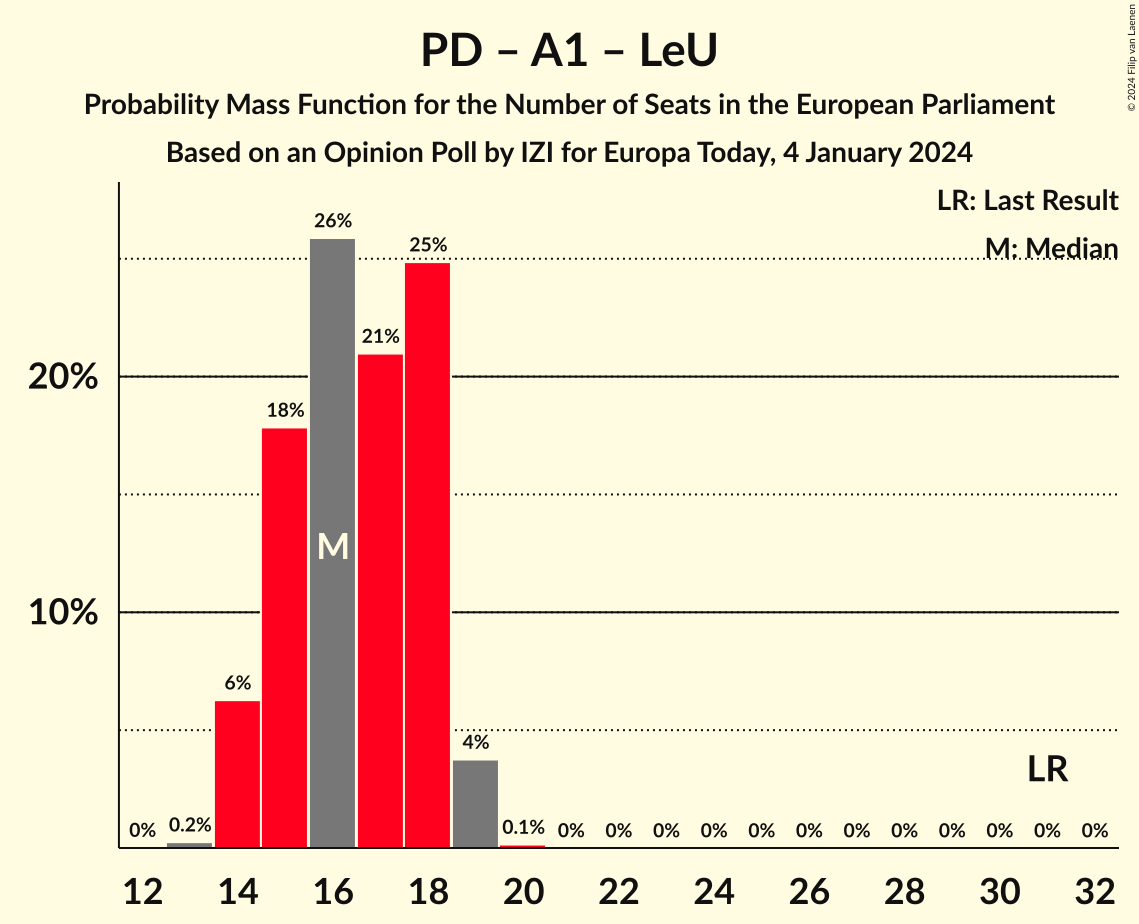 PD – A1 – LeU
Probability Mass Function for the Number of Seats in the European Parliament
Based on an Opinion Poll by IZI for Europa Today, 4 January 2024
© 2024 Filip van Laenen
LR: Last Result
M: Median
20%
10%
0%
0.2%
6%
18%
26%
21%
25%
4%
0.1%
0%
0%
0%
0%
0%
0%
0%
0%
0%
0%
0%
0%
M
LR
12 14 16 18 20 22 24 26 28 30 32